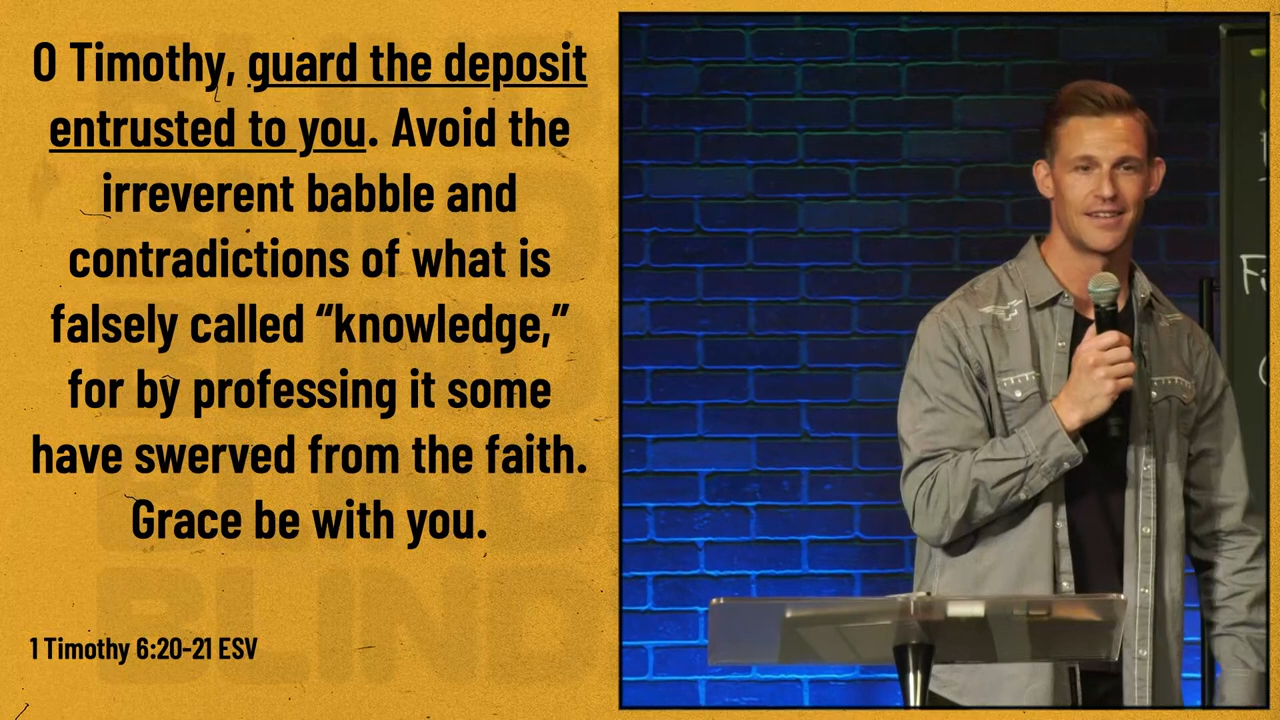 O Timothy, guard the deposit
entrusted to you. Avoid the
irreverent babble and
contradictions of what is
falsely called “knowledge,”
for by professing it some
have swerved from the faith.
Grace be with you.
1 Timothy 6:20-21 ESV
BLIND